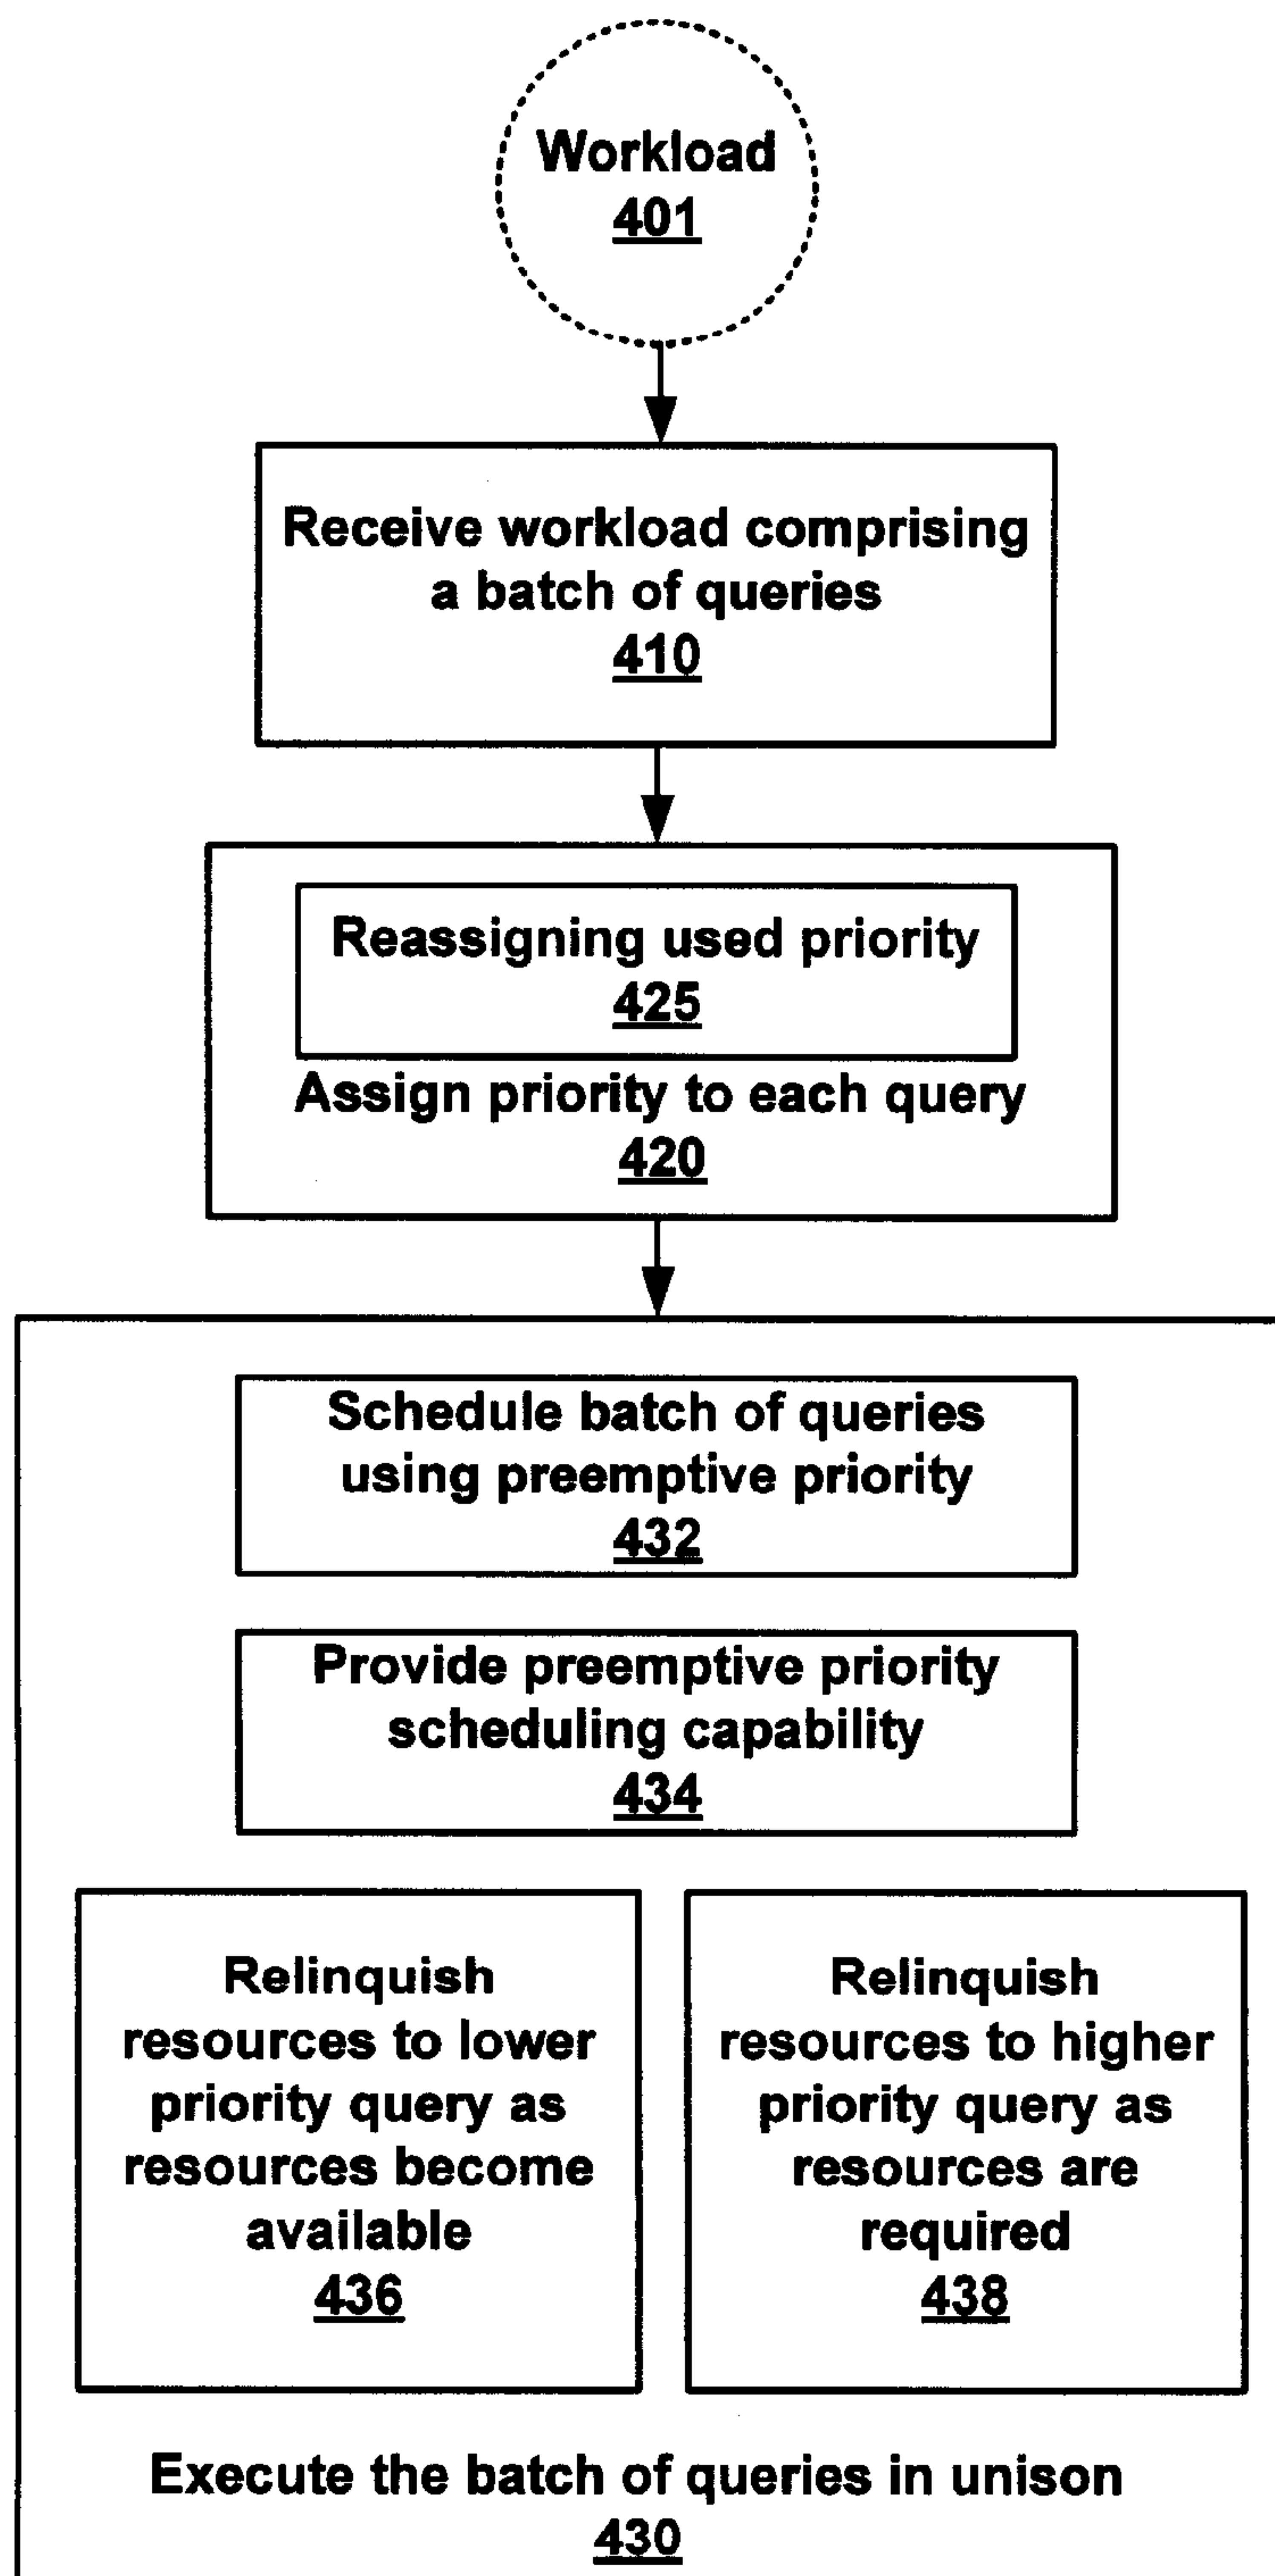 Workload
401
Receive workload comprising
a batch of queries
410
Reassigning used priority
425
Assign priority to each query
420
Schedule batch of queries
using preemptive priority
432
Provide preemptive priority
scheduling capability
434
Relinquish
resources to lower
priority query as
resources become
available
436
Relinquish
resources to higher
priority query as
resources are
required
438
Execute the batch of queries in unison
430